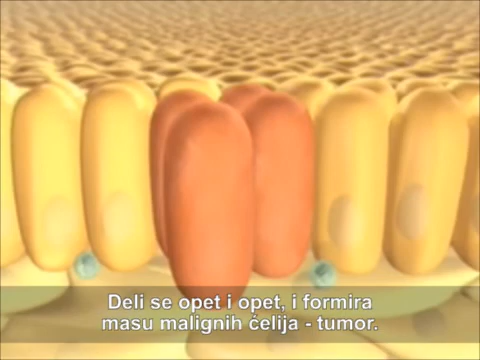 Deli se opet i opet, i formira
masu malignih ćelija - tumor.